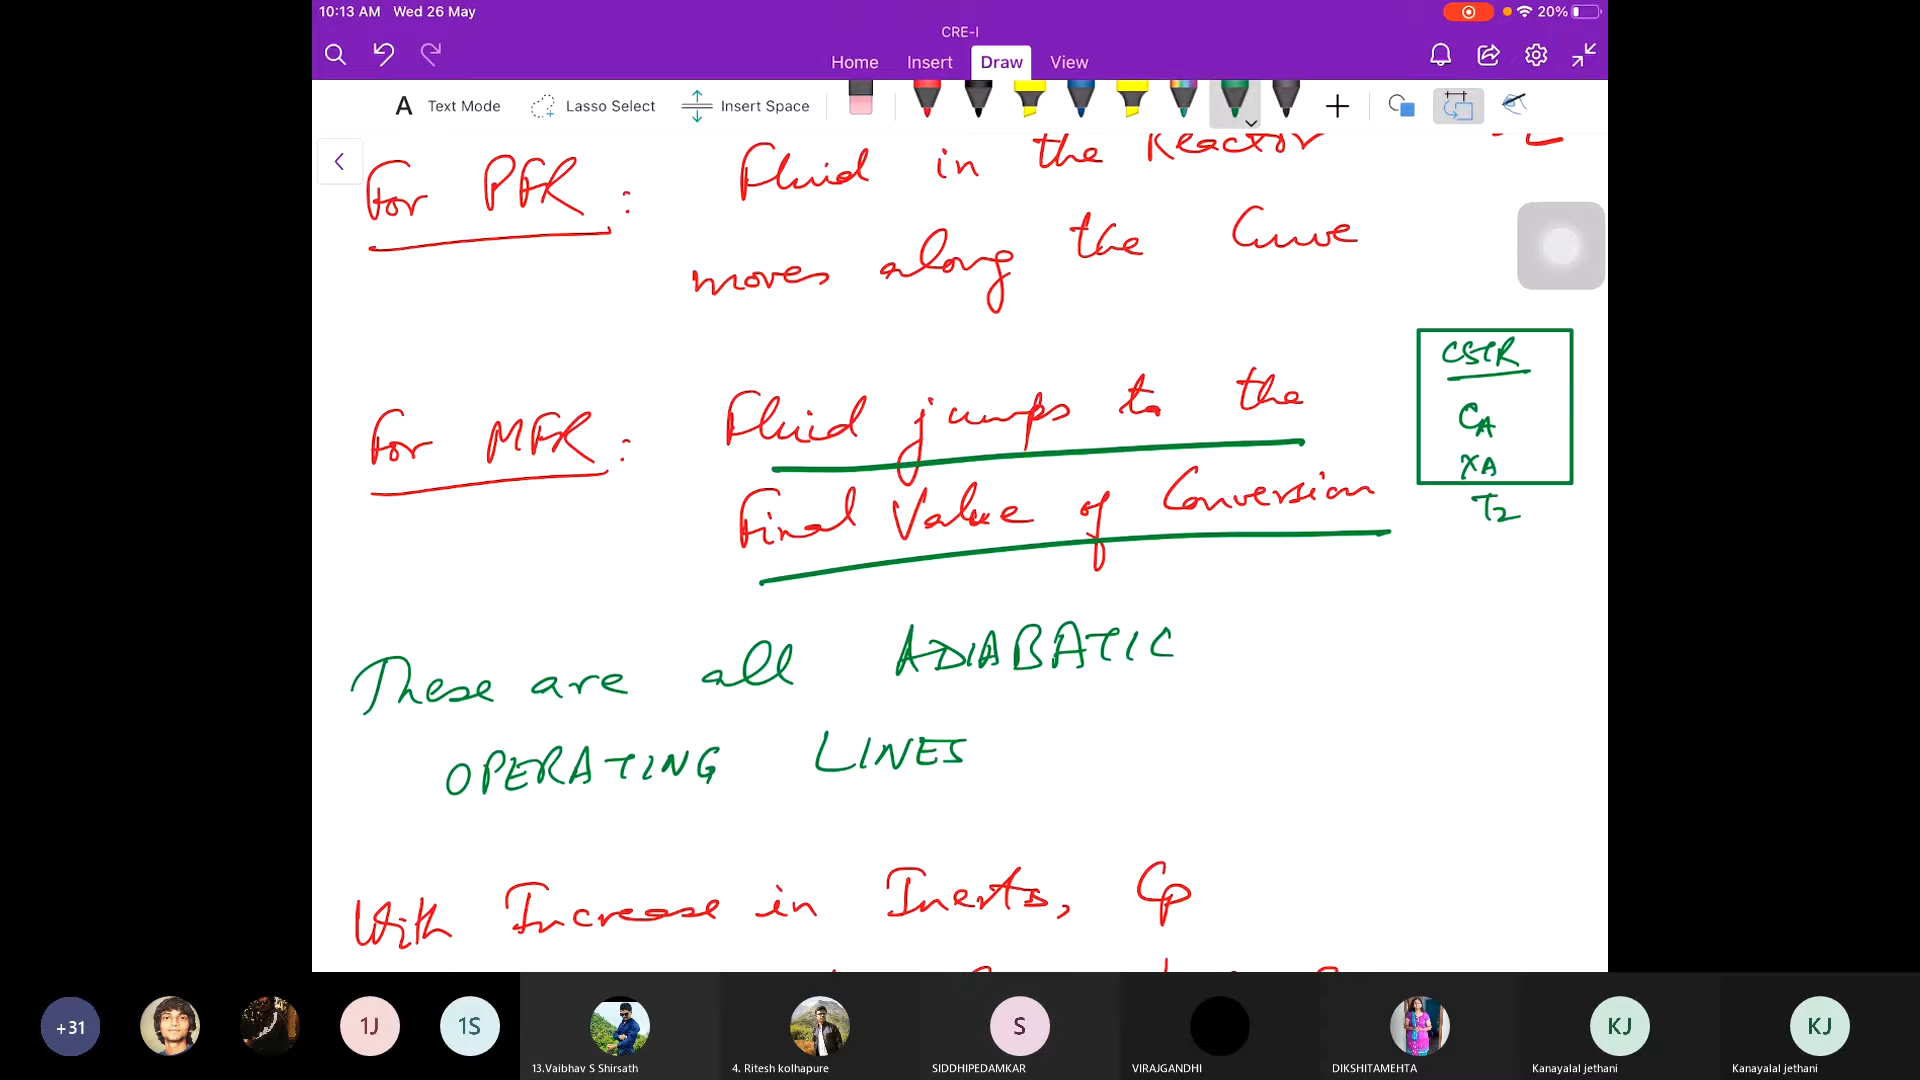 10:13 AM Wed 26 May
20%
CRE-I
Home Insert Draw View
A Text Mode Lasso Select Insert Space
For PFR : Fluid in the Reactor
moves along the Curve
CSTR
CA
XA
T2
For MFR : Fluid jumps to the
Final Value of Conversion
These are all ADIABATIC
OPERATING LINES
With Increase in Inerts, Cp
+31
1J
1S
S
KJ
KJ
13.Vaibhav S Shirsath
4. Ritesh kolhapure
SIDDHIPEDAMKAR
VIRAJGANDHI
DIKSHITAMEHTA
Kanayalal jethani
Kanayalal jethani